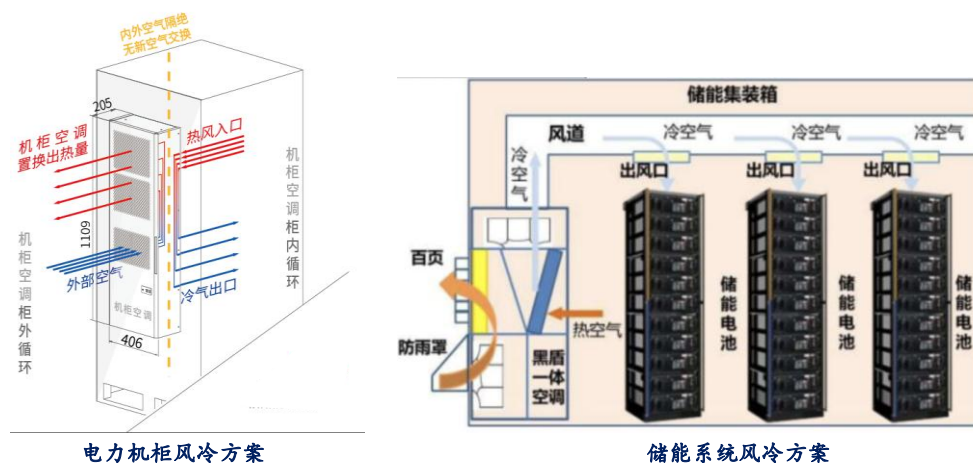 内外空气隔绝
无新空气交换
205
机柜空调
置换出热量
热风入口
机柜空调柜内循环
1109
外部空气
冷气出口
机柜空调
机柜空调柜外循环
406
电力机柜风冷方案
储能集装箱
风道
冷空气
冷空气
冷空气
冷空气
出风口
出风口
出风口
百页
热空气
防雨罩
黑盾
一体
空调
储能电池
储能电池
储能电池
储能系统风冷方案